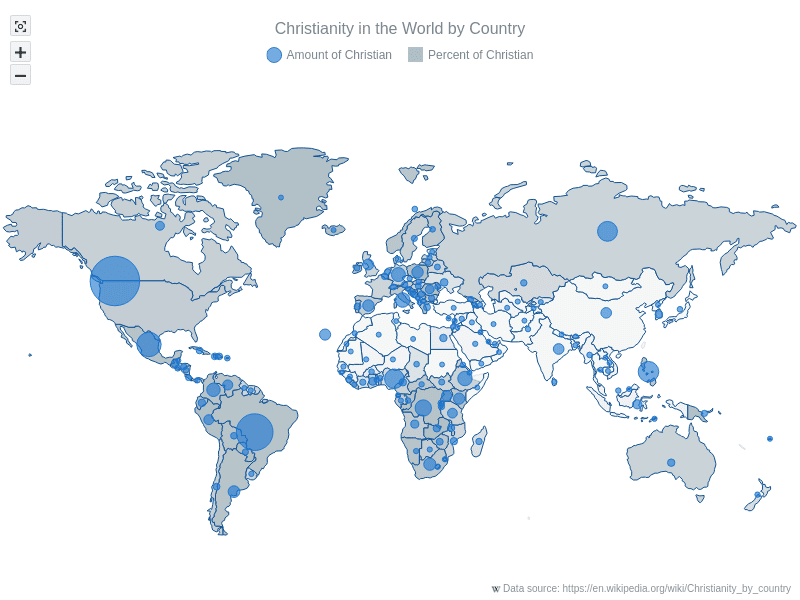 Christianity in the World by Country
Amount of Christian Percent of Christian
W Data source: https://en.wikipedia.org/wiki/Christianity_by_country